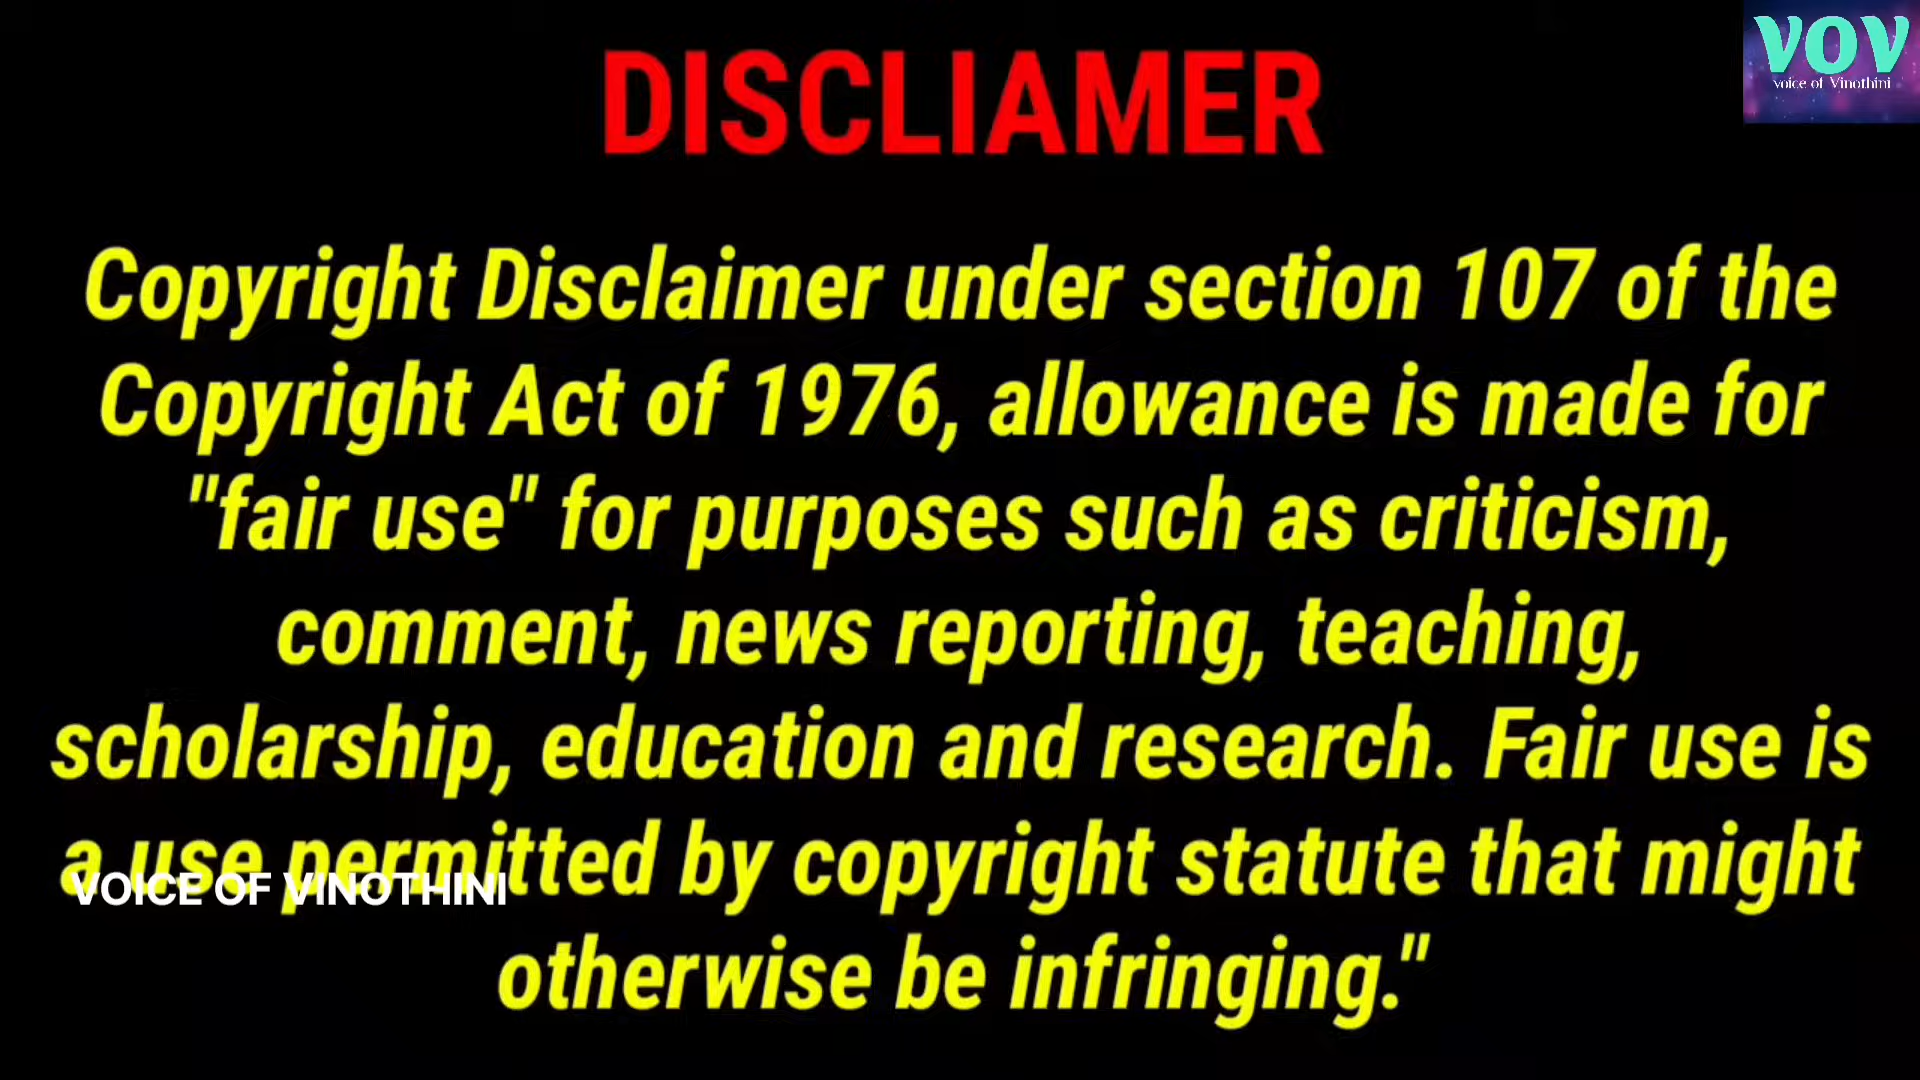 VOV
voice of Vinothini
DISCLIAMER
Copyright Disclaimer under section 107 of the
Copyright Act of 1976, allowance is made for
"fair use" for purposes such as criticism,
comment, news reporting, teaching,
scholarship, education and research. Fair use is
a use permitted by copyright statute that might
VOICE OF VINOTHINI
otherwise be infringing."